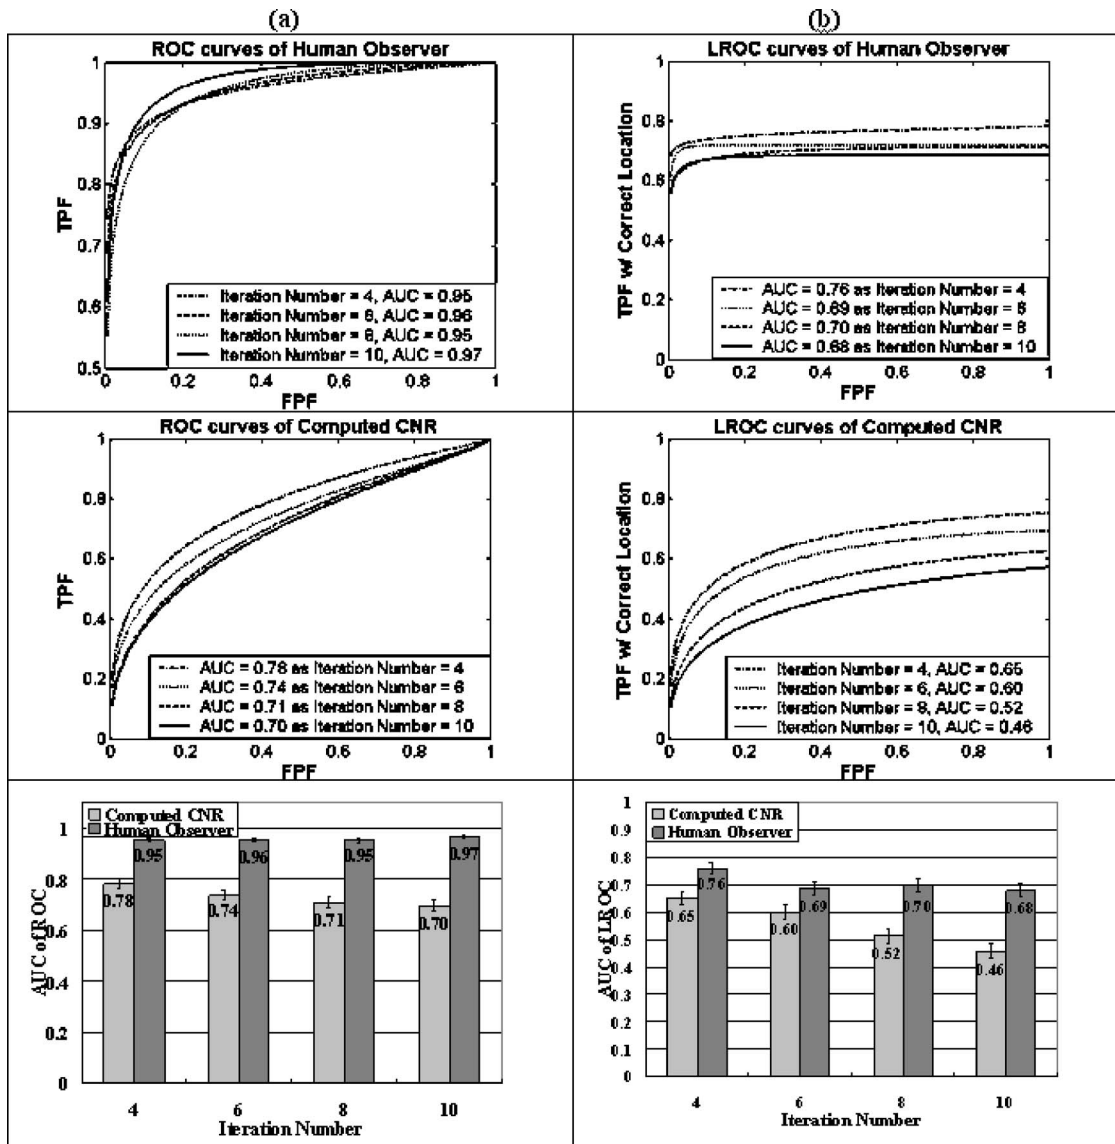 (a)
(b)
ROC curves of Human Observer
1
0.9
0.8
0.7
0.6
0.5
TPF
Iteration Number = 4, AUC = 0.95
Iteration Number = 6, AUC = 0.96
Iteration Number = 8, AUC = 0.95
Iteration Number = 10, AUC = 0.97
0 0.2 0.4 0.6 0.8 1
FPF
LROC curves of Human Observer
1
0.8
0.6
0.4
0.2
0
TPF w/ Correct Location
AUC = 0.76 as Iteration Number = 4
AUC = 0.69 as Iteration Number = 6
AUC = 0.70 as Iteration Number = 8
AUC = 0.68 as Iteration Number = 10
0 0.2 0.4 0.6 0.8 1
FPF
ROC curves of Computed CNR
1
0.8
0.6
0.4
0.2
0
TPF
AUC = 0.78 as Iteration Number = 4
AUC = 0.74 as Iteration Number = 6
AUC = 0.71 as Iteration Number = 8
AUC = 0.70 as Iteration Number = 10
0 0.2 0.4 0.6 0.8 1
FPF
LROC curves of Computed CNR
1
0.8
0.6
0.4
0.2
0
TPF w/ Correct Location
Iteration Number = 4, AUC = 0.65
Iteration Number = 6, AUC = 0.60
Iteration Number = 8, AUC = 0.52
Iteration Number = 10, AUC = 0.46
0 0.2 0.4 0.6 0.8 1
FPF
Computed CNR
Human Observer
1
0.8
0.6
0.4
0.2
0
AUC of ROC
0.78 0.95 0.74 0.96 0.71 0.95 0.70 0.97
4 6 8 10
Iteration Number
Computed CNR
Human Observer
1
0.9
0.8
0.7
0.6
0.5
0.4
0.3
0.2
0.1
0
AUC of LROC
0.65 0.76 0.60 0.69 0.52 0.70 0.46 0.68
4 6 8 10
Iteration Number